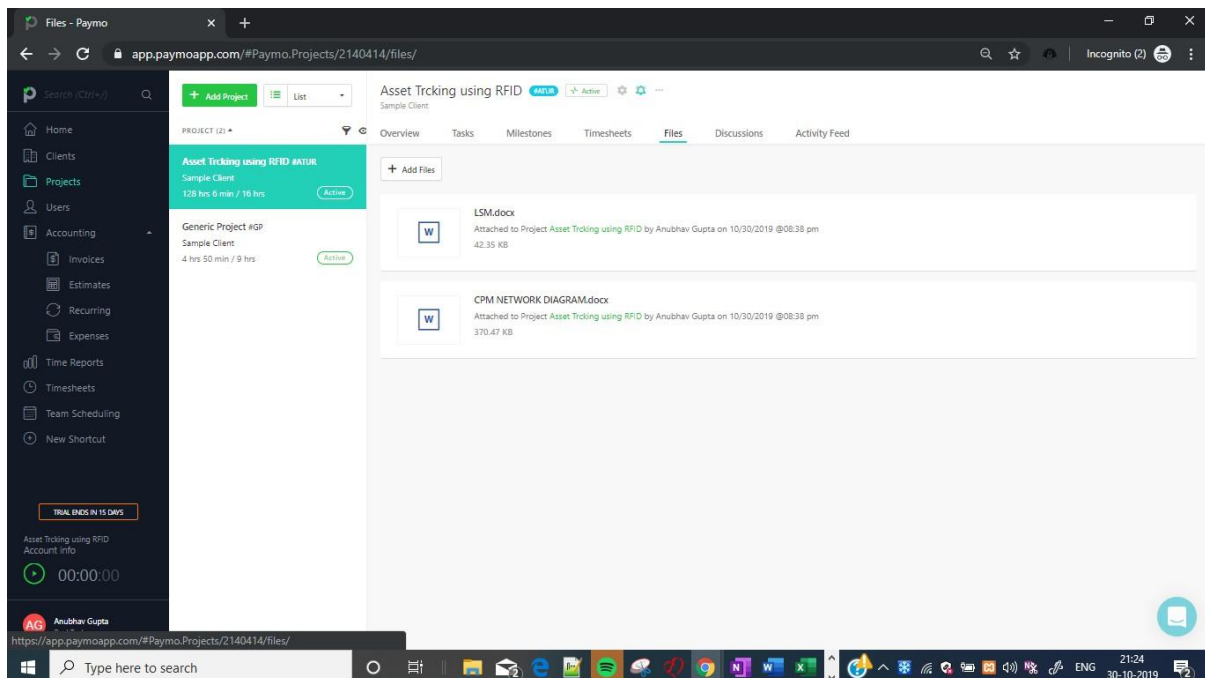 Files - Paymo
app.paymoapp.com/#Paymo.Projects/2140414/files/
Incognito (2)
Search (Ctrl+/)
Home
Clients
Projects
Users
Accounting
Invoices
Estimates
Recurring
Expenses
Time Reports
Timesheets
Team Scheduling
New Shortcut
TRIAL ENDS IN 15 DAYS
Asset Trcking using RFID
Account info
00:00:00
AG Anubhav Gupta
https://app.paymoapp.com/#Paymo.Projects/2140414/files/
+ Add Project
List
PROJECT (2)
Asset Trcking using RFID #ATUR
Sample Client
128 hrs 6 min / 16 hrs
Active
Generic Project #GP
Sample Client
4 hrs 50 min / 9 hrs
Active
Asset Trcking using RFID #ATUR Active
Sample Client
Overview Tasks Milestones Timesheets Files Discussions Activity Feed
+ Add Files
W
LSM.docx
Attached to Project Asset Trcking using RFID by Anubhav Gupta on 10/30/2019 @08:38 pm
42.35 KB
W
CPM NETWORK DIAGRAM.docx
Attached to Project Asset Trcking using RFID by Anubhav Gupta on 10/30/2019 @08:38 pm
370.47 KB
Type here to search
ENG
21:24
30-10-2019